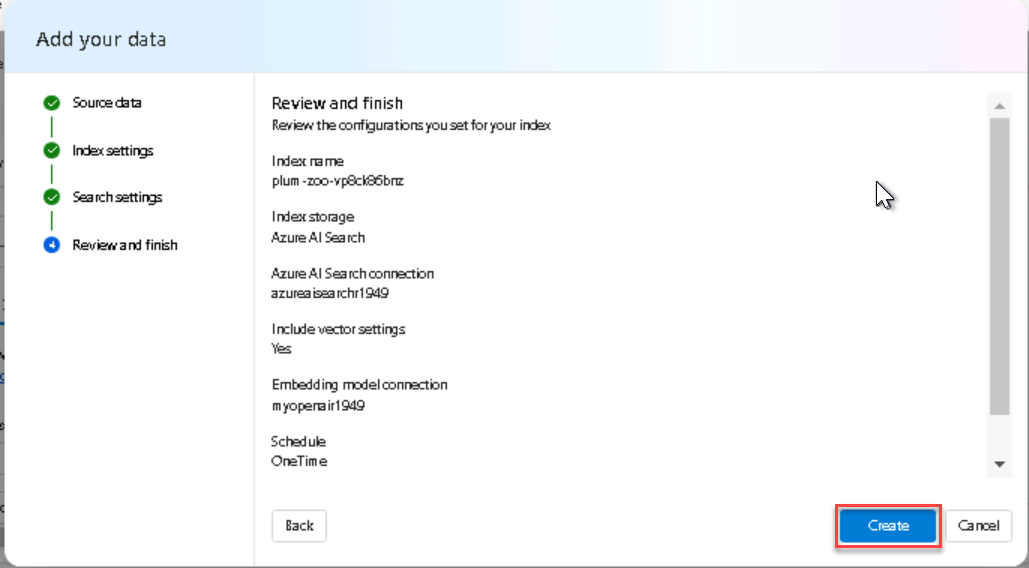 Add your data
Source data
Index settings
Search settings
4 Review and finish
Review and finish
Review the configurations you set for your index
Index name
plum-zoo-vp8ck86bnz
Index storage
Azure AI Search
Azure AI Search connection
azureaisearchr1949
Include vector settings
Yes
Embedding model connection
myopenair1949
Schedule
OneTime
Back
Create
Cancel